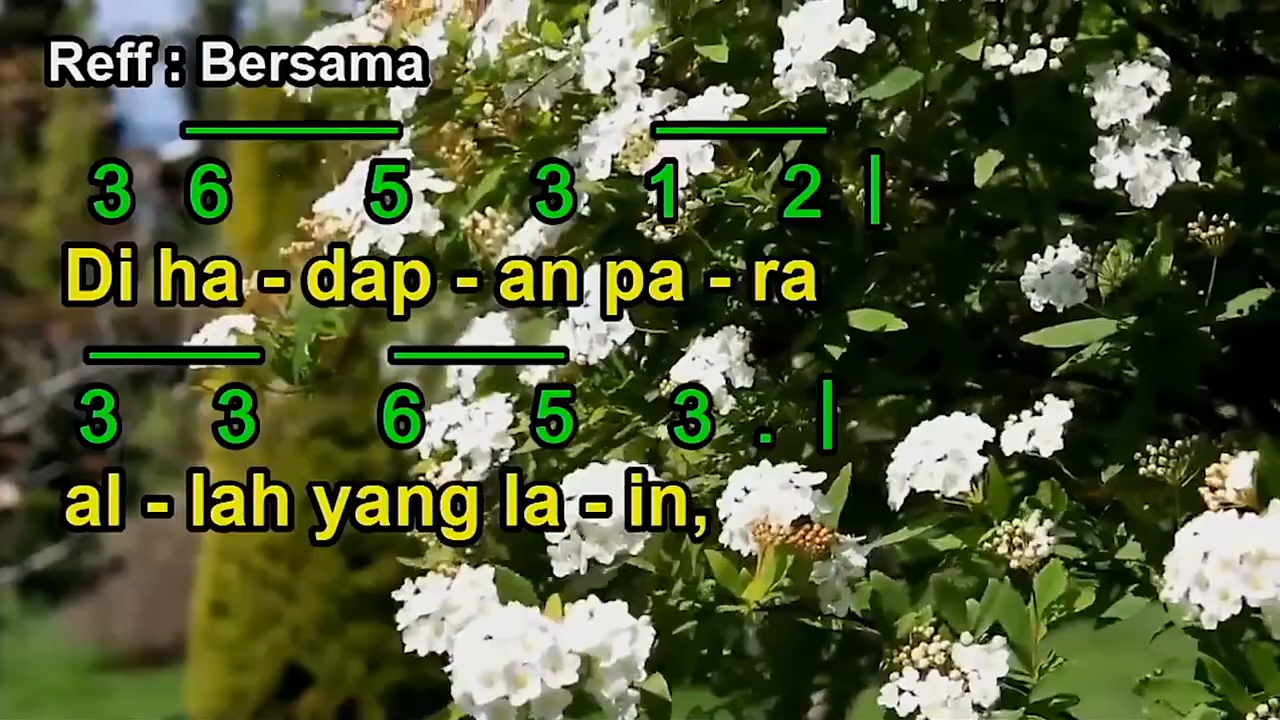 Reff : Bersama
3 6 5 3 1 2 |
Di ha - dap - an pa - ra
3 3 6 5 3 . |
al - lah yang la - in,